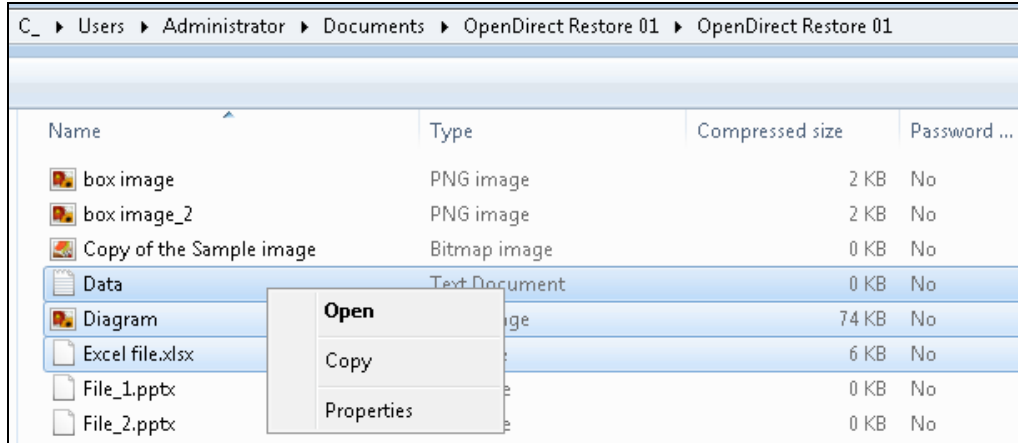 C_ ▸ Users ▸ Administrator ▸ Documents ▸ OpenDirect Restore 01 ▸ OpenDirect Restore 01
Name Type Compressed size Password ...
box image PNG image 2 KB No
box image_2 PNG image 2 KB No
Copy of the Sample image Bitmap image 0 KB No
Data Text Document 0 KB No
Open
Diagram 74 KB No
Excel file.xlsx 6 KB No
Copy
File_1.pptx 0 KB No
Properties
File_2.pptx 0 KB No